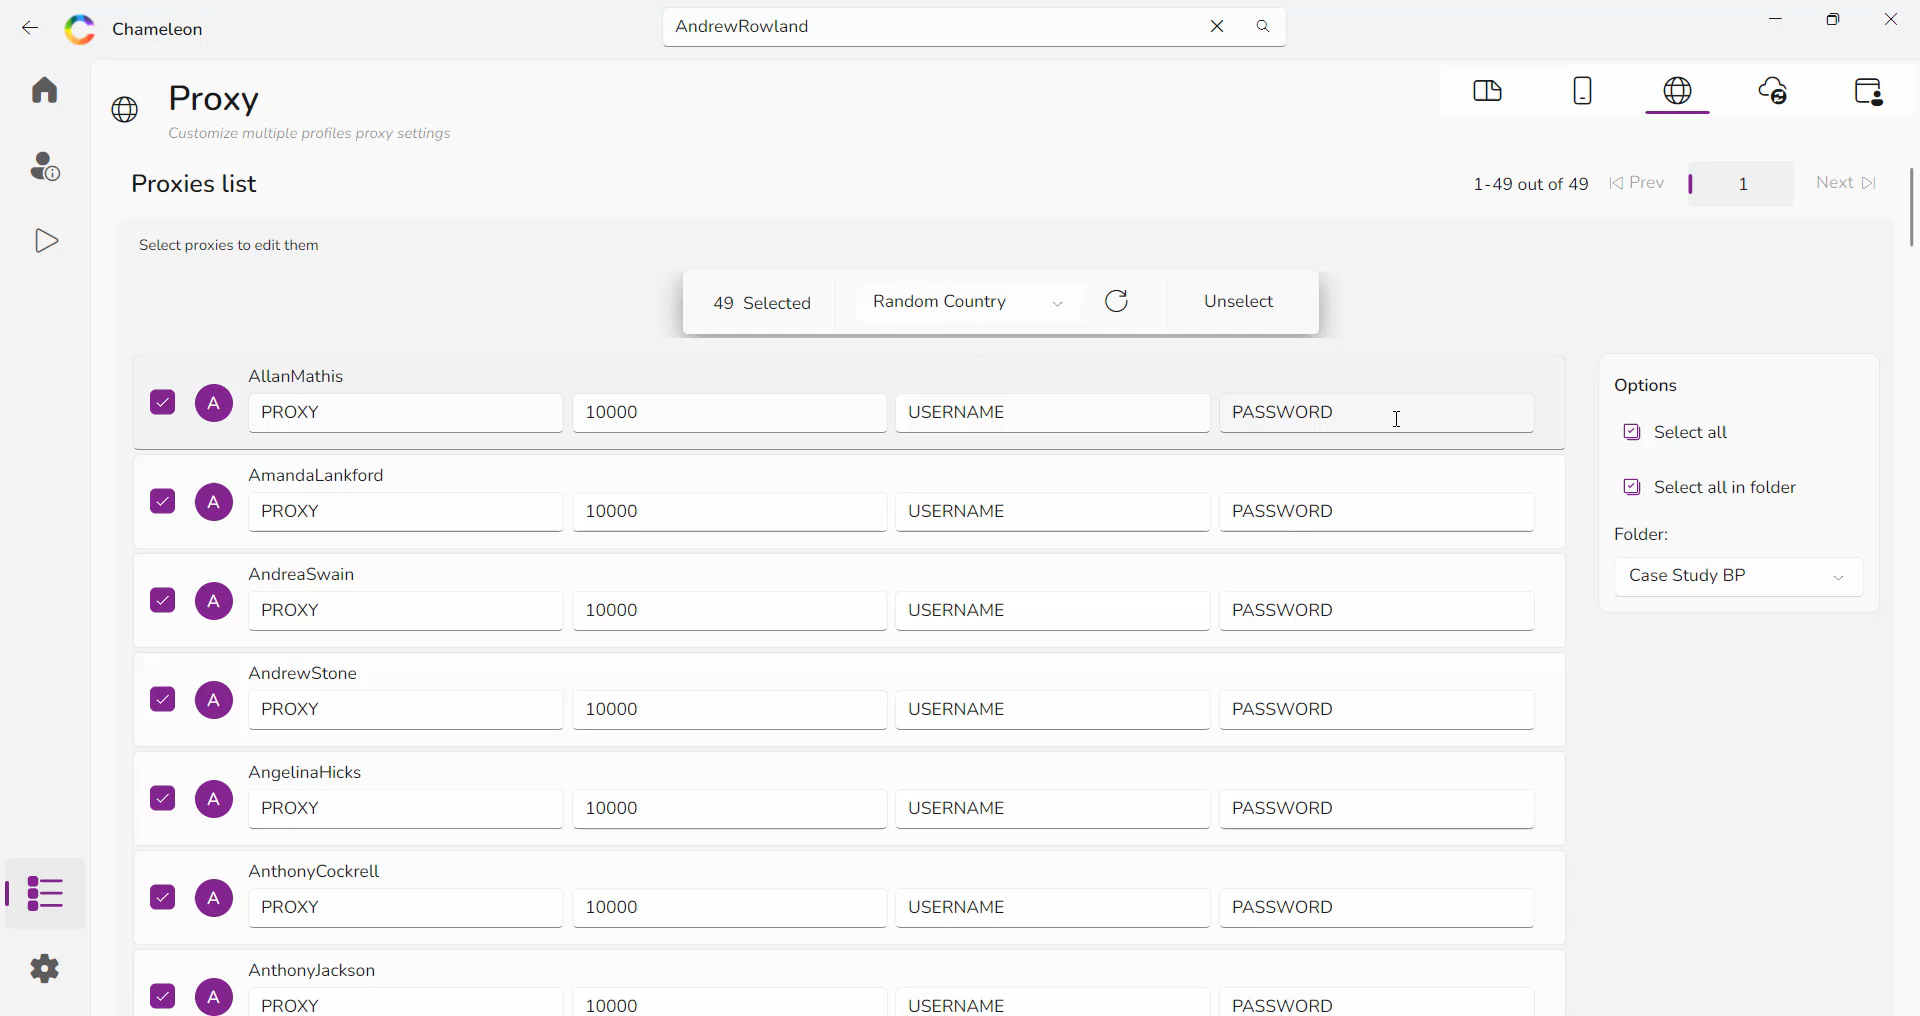 Chameleon
AndrewRowland
Proxy
Customize multiple profiles proxy settings
Proxies list
1-49 out of 49
Prev
1
Next
Select proxies to edit them
49 Selected
Random Country
Unselect
AllanMathis
A
PROXY
10000
USERNAME
PASSWORD
AmandaLankford
A
PROXY
10000
USERNAME
PASSWORD
AndreaSwain
A
PROXY
10000
USERNAME
PASSWORD
AndrewStone
A
PROXY
10000
USERNAME
PASSWORD
AngelinaHicks
A
PROXY
10000
USERNAME
PASSWORD
AnthonyCockrell
A
PROXY
10000
USERNAME
PASSWORD
AnthonyJackson
A
PROXY
10000
USERNAME
PASSWORD
Options
Select all
Select all in folder
Folder:
Case Study BP